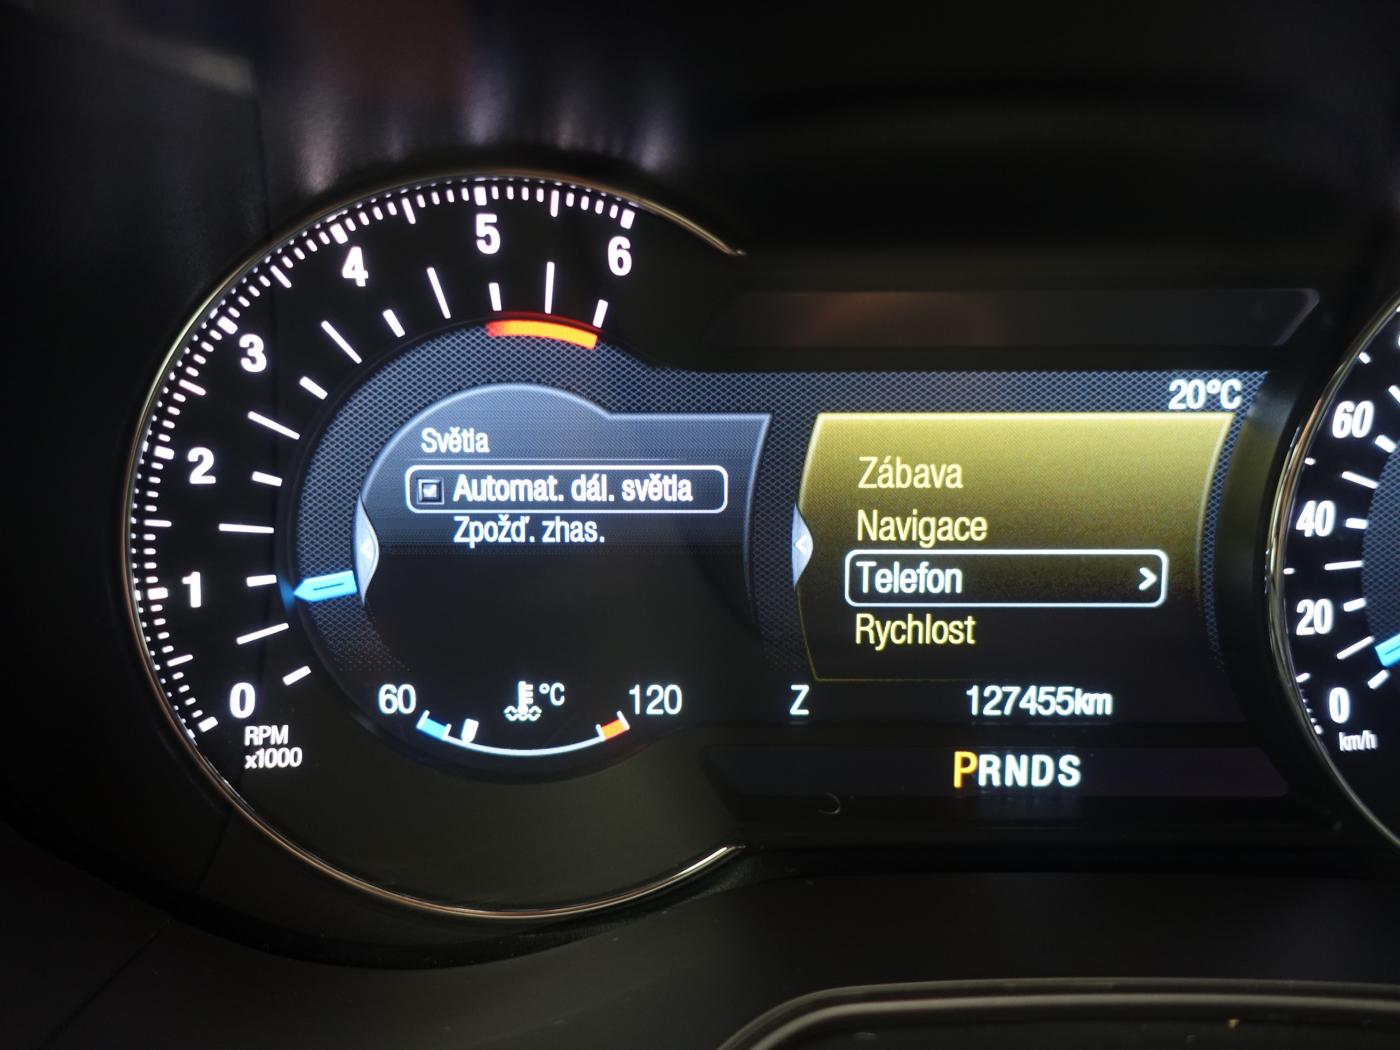 6
5
4
3
2
1
0
RPM
x1000
Světla
Automat. dál. světla
Zpožď. zhas.
60
°C
120
20°C
Zábava
Navigace
Telefon
Rychlost
Z
127455km
PRNDS
60
40
20
0
km/h